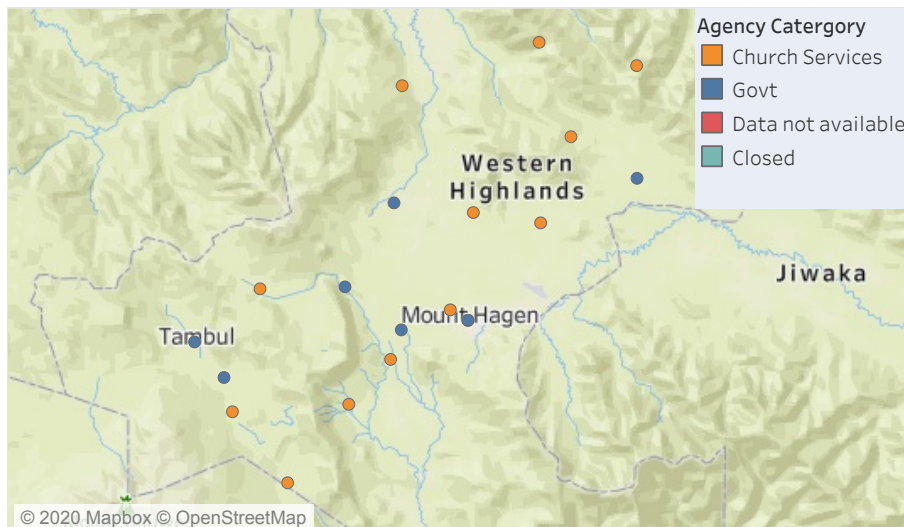 Agency Catergory
Church Services
Govt
Data not available
Closed
Western
Highlands
Jiwaka
Mount Hagen
Tambul
© 2020 Mapbox © OpenStreetMap